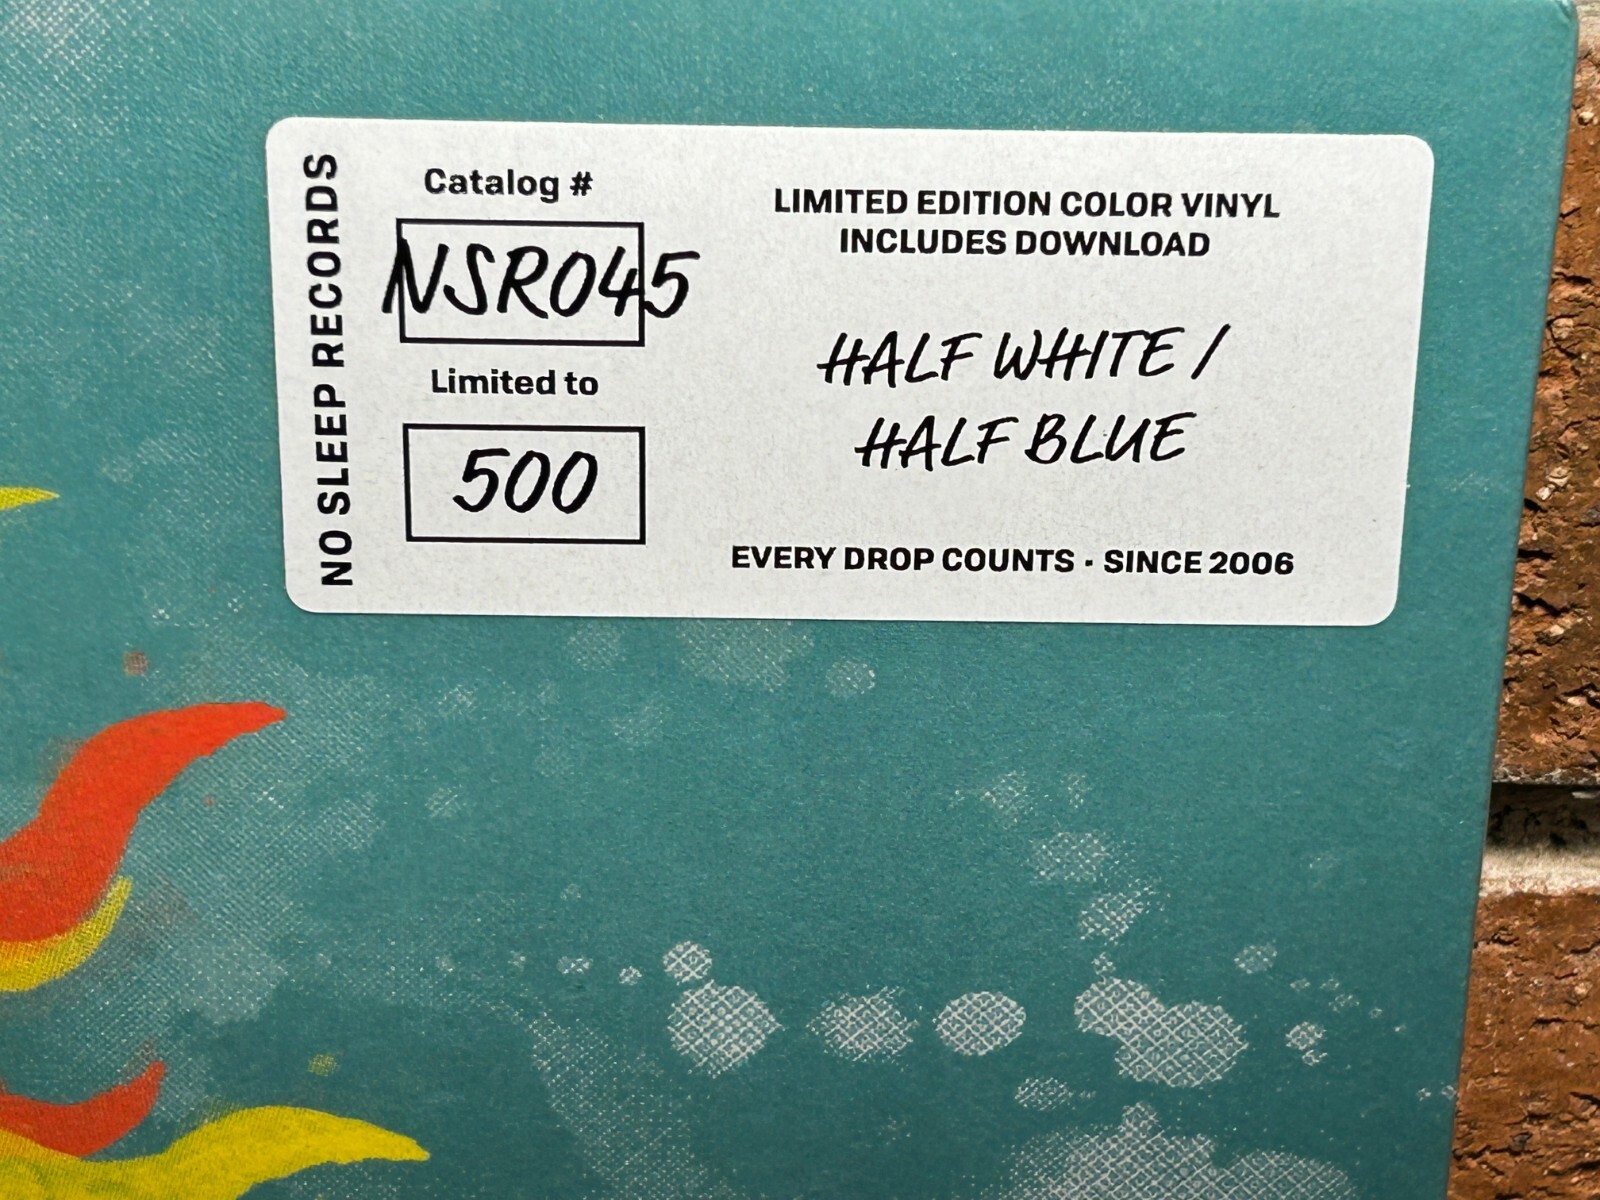 NO SLEEP RECORDS
Catalog #
NSR045
Limited to
500
LIMITED EDITION COLOR VINYL
INCLUDES DOWNLOAD
HALF WHITE /
HALF BLUE
EVERY DROP COUNTS · SINCE 2006